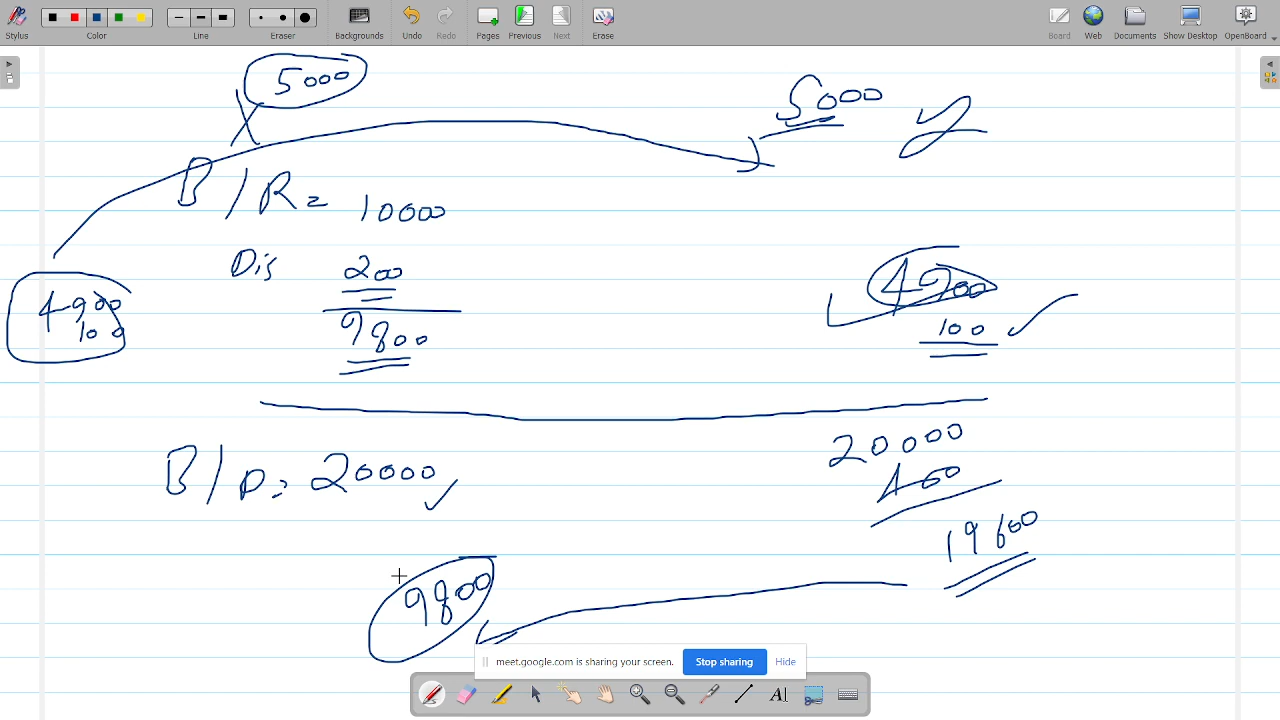 Stylus Color Line Eraser Backgrounds Undo Redo Pages Previous Next Erase Board Web Documents Show Desktop OpenBoard
5000
5000 y
X
B/R = 10000
Dis 200
4900
4900
100
100
9800
20000
B/P = 20000
400
19600
9800
meet.google.com is sharing your screen. Stop sharing Hide
AI